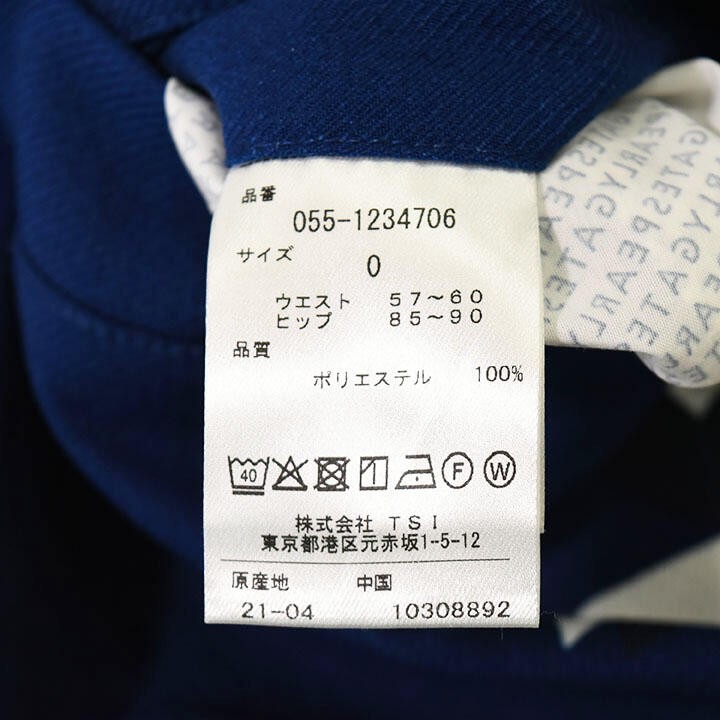 品番
055-1234706
サイズ
0
ウエスト 57〜60
ヒップ 85〜90
品質
ポリエステル 100%
40 F W
株式会社 TSI
東京都港区元赤坂1-5-12
原産地 中国
21-04 10308892